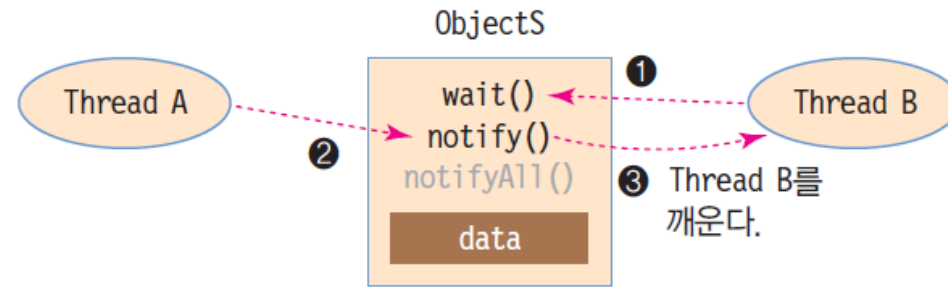 ObjectS
❶
Thread A
wait()
Thread B
❷
notify()
notifyAll()
❸ Thread B를
깨운다.
data